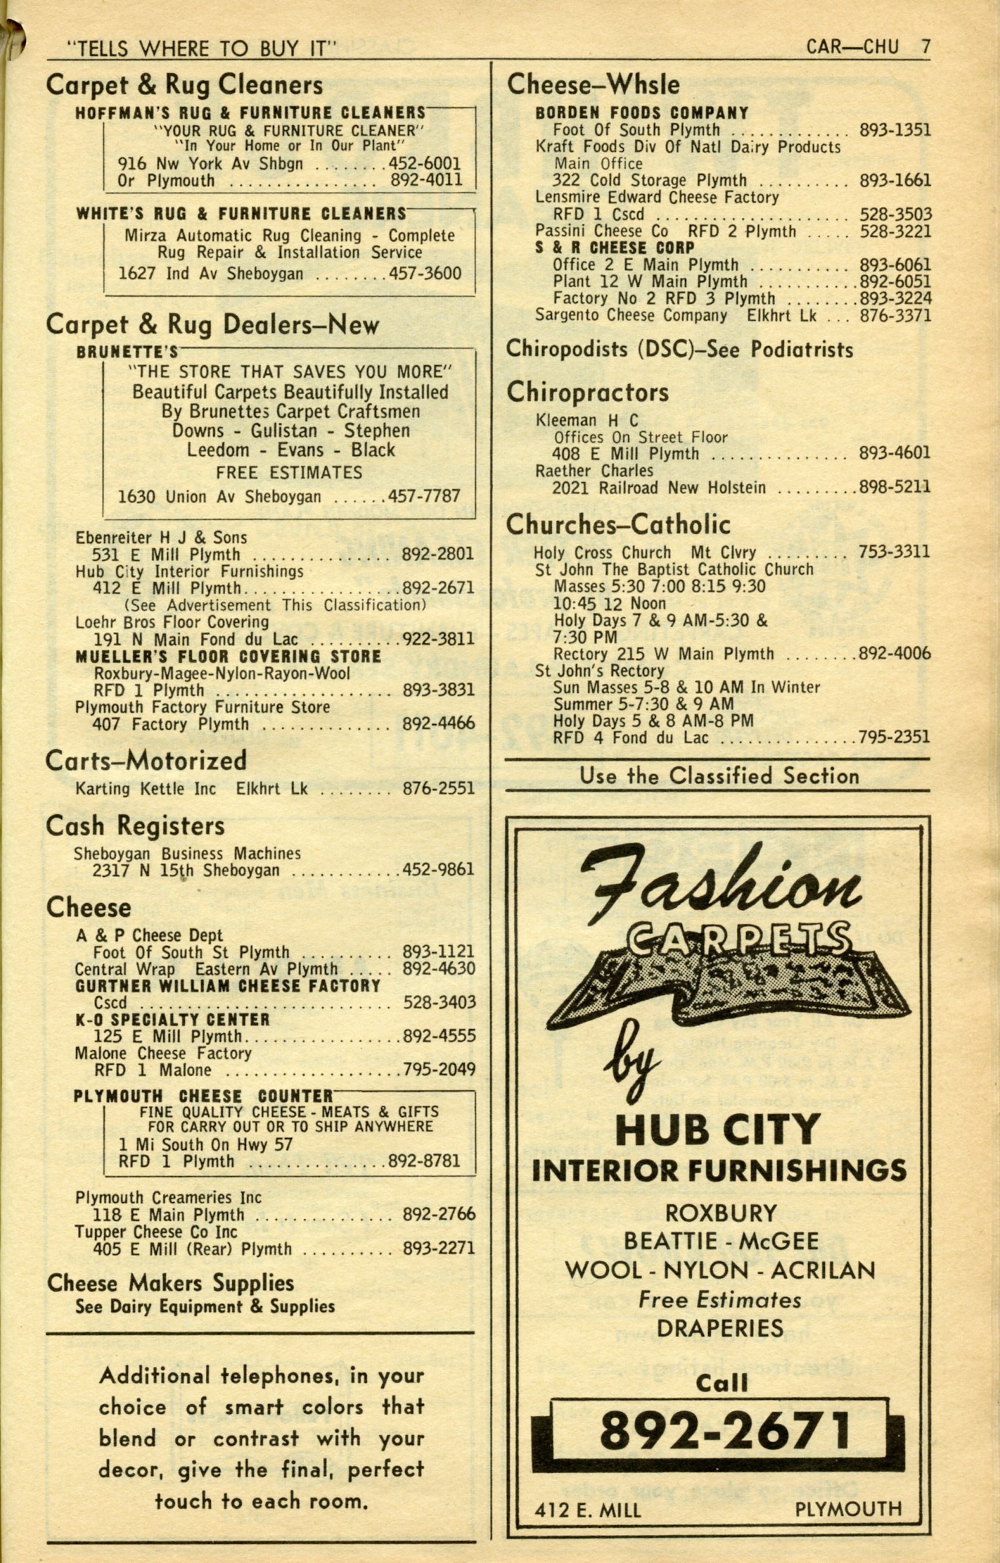 "TELLS WHERE TO BUY IT"
CAR—CHU 7
Carpet & Rug Cleaners
HOFFMAN'S RUG & FURNITURE CLEANERS
"YOUR RUG & FURNITURE CLEANER"
"In Your Home or In Our Plant"
916 Nw York Av Shbgn ........ 452-6001
Or Plymouth ............... 892-4011
WHITE'S RUG & FURNITURE CLEANERS
Mirza Automatic Rug Cleaning - Complete
Rug Repair & Installation Service
1627 Ind Av Sheboygan ........ 457-3600
Carpet & Rug Dealers—New
BRUNETTE'S
"THE STORE THAT SAVES YOU MORE"
Beautiful Carpets Beautifully Installed
By Brunettes Carpet Craftsmen
Downs - Gulistan - Stephen
Leedom - Evans - Black
FREE ESTIMATES
1630 Union Av Sheboygan ...... 457-7787
Ebenreiter H J & Sons
531 E Mill Plymth ............... 892-2801
Hub City Interior Furnishings
412 E Mill Plymth................ 892-2671
(See Advertisement This Classification)
Loehr Bros Floor Covering
191 N Main Fond du Lac .......... 922-3811
MUELLER'S FLOOR COVERING STORE
Roxbury-Magee-Nylon-Rayon-Wool
RFD 1 Plymth .................. 893-3831
Plymouth Factory Furniture Store
407 Factory Plymth .............. 892-4466
Carts—Motorized
Karting Kettle Inc Elkhrt Lk ........ 876-2551
Cash Registers
Sheboygan Business Machines
2317 N 15th Sheboygan ............ 452-9861
Cheese
A & P Cheese Dept
Foot Of South St Plymth .......... 893-1121
Central Wrap Eastern Av Plymth ..... 892-4630
GURTNER WILLIAM CHEESE FACTORY
Cscd .......................... 528-3403
K-O SPECIALTY CENTER
125 E Mill Plymth................ 892-4555
Malone Cheese Factory
RFD 1 Malone .................. 795-2049
PLYMOUTH CHEESE COUNTER
FINE QUALITY CHEESE - MEATS & GIFTS
FOR CARRY OUT OR TO SHIP ANYWHERE
1 Mi South On Hwy 57
RFD 1 Plymth .............. 892-8781
Plymouth Creameries Inc
118 E Main Plymth ............... 892-2766
Tupper Cheese Co Inc
405 E Mill (Rear) Plymth .......... 893-2271
Cheese Makers Supplies
See Dairy Equipment & Supplies
Additional telephones, in your
choice of smart colors that
blend or contrast with your
decor, give the final, perfect
touch to each room.
Cheese—Whsle
BORDEN FOODS COMPANY
Foot Of South Plymth ............. 893-1351
Kraft Foods Div Of Natl Dairy Products
Main Office
322 Cold Storage Plymth .......... 893-1661
Lensmire Edward Cheese Factory
RFD 1 Cscd ..................... 528-3503
Passini Cheese Co RFD 2 Plymth ..... 528-3221
S & R CHEESE CORP
Office 2 E Main Plymth ........... 893-6061
Plant 12 W Main Plymth ........... 892-6051
Factory No 2 RFD 3 Plymth ........ 893-3224
Sargento Cheese Company Elkhrt Lk ... 876-3371
Chiropodists (DSC)—See Podiatrists
Chiropractors
Kleeman H C
Offices On Street Floor
408 E Mill Plymth ............... 893-4601
Raether Charles
2021 Railroad New Holstein ......... 898-5211
Churches—Catholic
Holy Cross Church Mt Clvry ......... 753-3311
St John The Baptist Catholic Church
Masses 5:30 7:00 8:15 9:30
10:45 12 Noon
Holy Days 7 & 9 AM-5:30 &
7:30 PM
Rectory 215 W Main Plymth ........ 892-4006
St John's Rectory
Sun Masses 5-8 & 10 AM In Winter
Summer 5-7:30 & 9 AM
Holy Days 5 & 8 AM-8 PM
RFD 4 Fond du Lac ............... 795-2351
Use the Classified Section
Fashion
CARPETS
by
HUB CITY
INTERIOR FURNISHINGS
ROXBURY
BEATTIE - McGEE
WOOL - NYLON - ACRILAN
Free Estimates
DRAPERIES
Call
892-2671
412 E. MILL PLYMOUTH